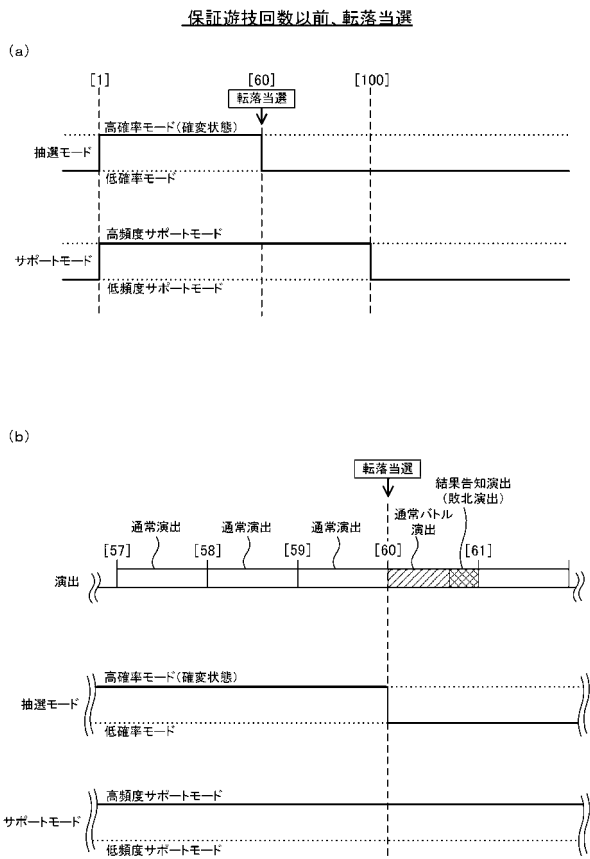 保証遊技回数以前、転落当選
(a)
[1]
[60]
[100]
転落当選
高確率モード(確変状態)
抽選モード
低確率モード
高頻度サポートモード
サポートモード
低頻度サポートモード
(b)
転落当選
結果告知演出
(敗北演出)
通常バトル
演出
通常演出
通常演出
通常演出
[57]
[58]
[59]
[60]
[61]
演出
高確率モード(確変状態)
抽選モード
低確率モード
高頻度サポートモード
サポートモード
低頻度サポートモード